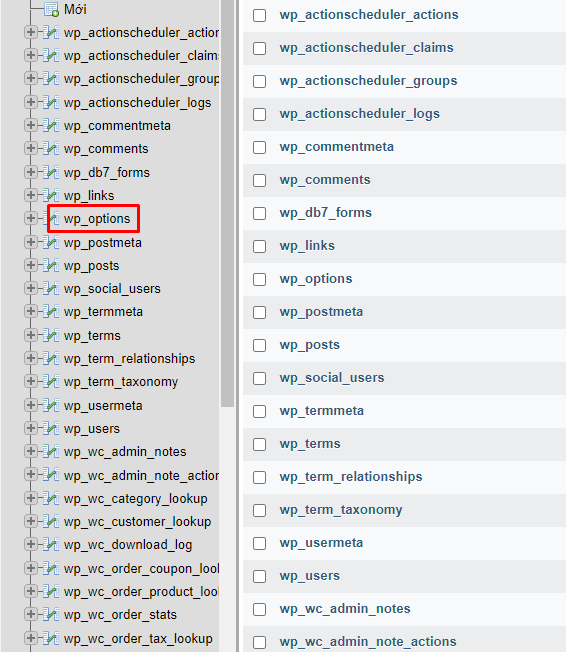 Mới
wp_actionscheduler_action
wp_actionscheduler_claims
wp_actionscheduler_group
wp_actionscheduler_logs
wp_commentmeta
wp_comments
wp_db7_forms
wp_links
wp_options
wp_postmeta
wp_posts
wp_social_users
wp_termmeta
wp_terms
wp_term_relationships
wp_term_taxonomy
wp_usermeta
wp_users
wp_wc_admin_notes
wp_wc_admin_note_action
wp_wc_category_lookup
wp_wc_customer_lookup
wp_wc_download_log
wp_wc_order_coupon_lool
wp_wc_order_product_lool
wp_wc_order_stats
wp_wc_order_tax_lookup
wp_actionscheduler_actions
wp_actionscheduler_claims
wp_actionscheduler_groups
wp_actionscheduler_logs
wp_commentmeta
wp_comments
wp_db7_forms
wp_links
wp_options
wp_postmeta
wp_posts
wp_social_users
wp_termmeta
wp_terms
wp_term_relationships
wp_term_taxonomy
wp_usermeta
wp_users
wp_wc_admin_notes
wp_wc_admin_note_actions